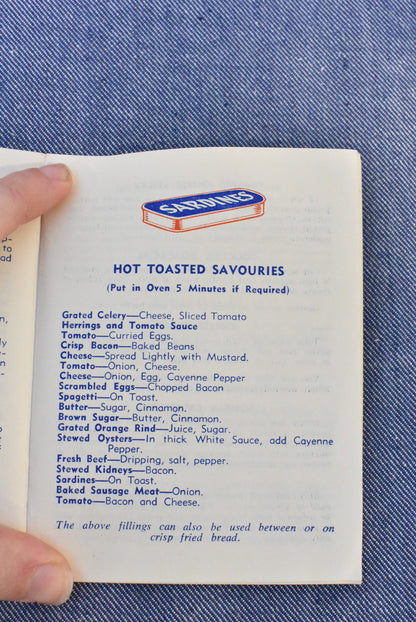 SARDINES
HOT TOASTED SAVOURIES
(Put in Oven 5 Minutes if Required)
Grated Celery—Cheese, Sliced Tomato
Herrings and Tomato Sauce
Tomato—Curried Eggs.
Crisp Bacon—Baked Beans
Cheese—Spread Lightly with Mustard.
Tomato—Onion, Cheese.
Cheese—Onion, Egg, Cayenne Pepper
Scrambled Eggs—Chopped Bacon
Spagetti—On Toast.
Butter—Sugar, Cinnamon.
Brown Sugar—Butter, Cinnamon.
Grated Orange Rind—Juice, Sugar.
Stewed Oysters—In thick White Sauce, add Cayenne
Pepper.
Fresh Beef—Dripping, salt, pepper.
Stewed Kidneys—Bacon.
Sardines—On Toast.
Baked Sausage Meat—Onion.
Tomato—Bacon and Cheese.
The above fillings can also be used between or on
crisp fried bread.